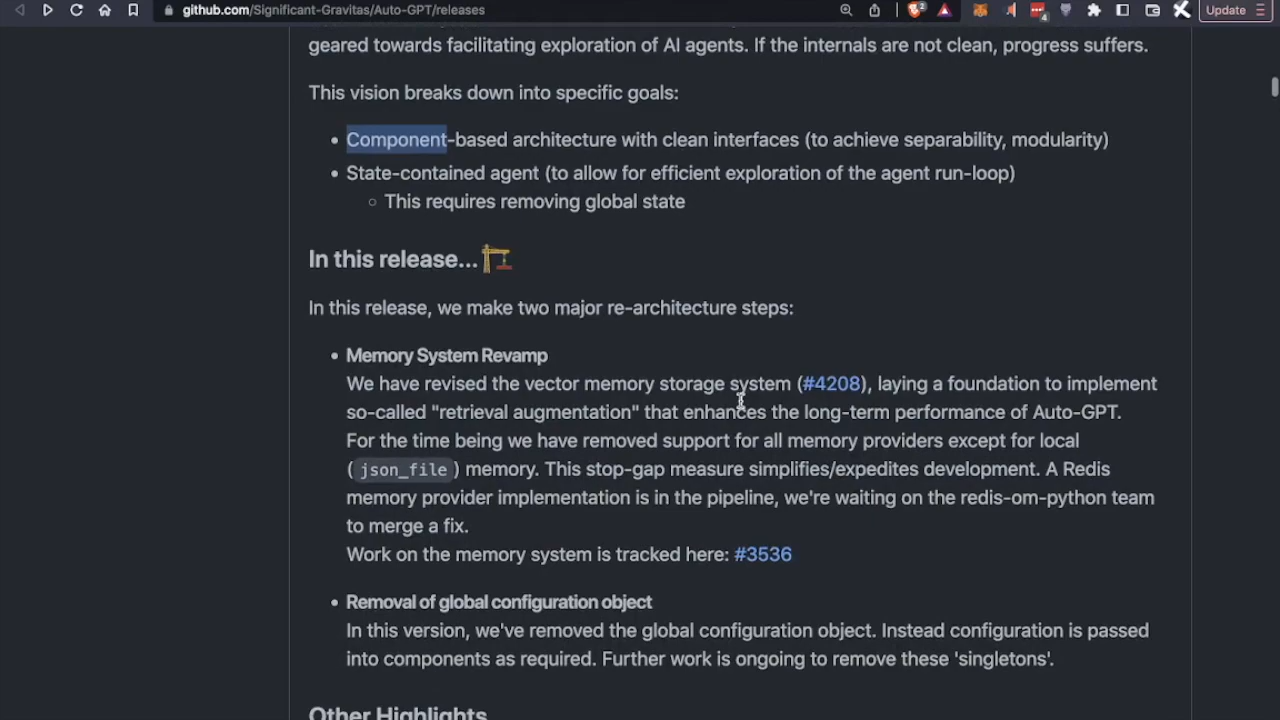 github.com/Significant-Gravitas/Auto-GPT/releases
2
4
Update
geared towards facilitating exploration of AI agents. If the internals are not clean, progress suffers.
This vision breaks down into specific goals:
• Component-based architecture with clean interfaces (to achieve separability, modularity)
• State-contained agent (to allow for efficient exploration of the agent run-loop)
◦ This requires removing global state
In this release... 🏗️
In this release, we make two major re-architecture steps:
• Memory System Revamp
We have revised the vector memory storage system (#4208), laying a foundation to implement
so-called "retrieval augmentation" that enhances the long-term performance of Auto-GPT.
For the time being we have removed support for all memory providers except for local
(json_file) memory. This stop-gap measure simplifies/expedites development. A Redis
memory provider implementation is in the pipeline, we're waiting on the redis-om-python team
to merge a fix.
Work on the memory system is tracked here: #3536
• Removal of global configuration object
In this version, we've removed the global configuration object. Instead configuration is passed
into components as required. Further work is ongoing to remove these 'singletons'.
Other Highlights